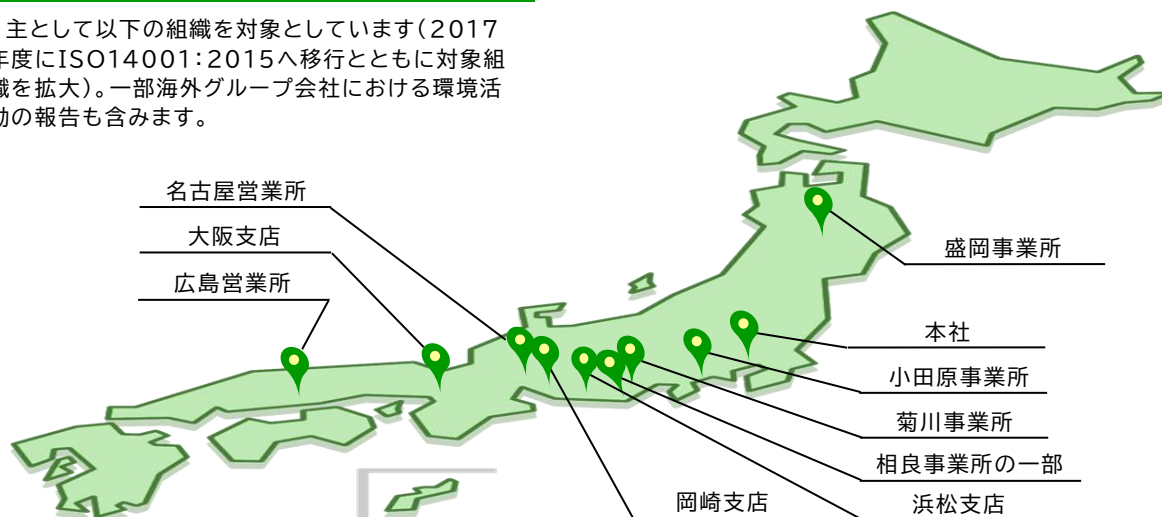 主として以下の組織を対象としています(2017
年度にISO14001:2015へ移行とともに対象組
織を拡大)。一部海外グループ会社における環境活
動の報告も含みます。
名古屋営業所
大阪支店
広島営業所
盛岡事業所
本社
小田原事業所
菊川事業所
相良事業所の一部
岡崎支店
浜松支店